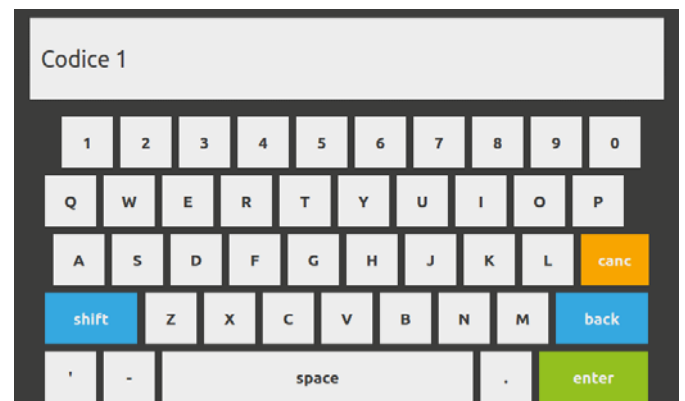 Codice 1
1 2 3 4 5 6 7 8 9 0
Q W E R T Y U I O P
A S D F G H J K L canc
shift Z X C V B N M back
' - space . enter